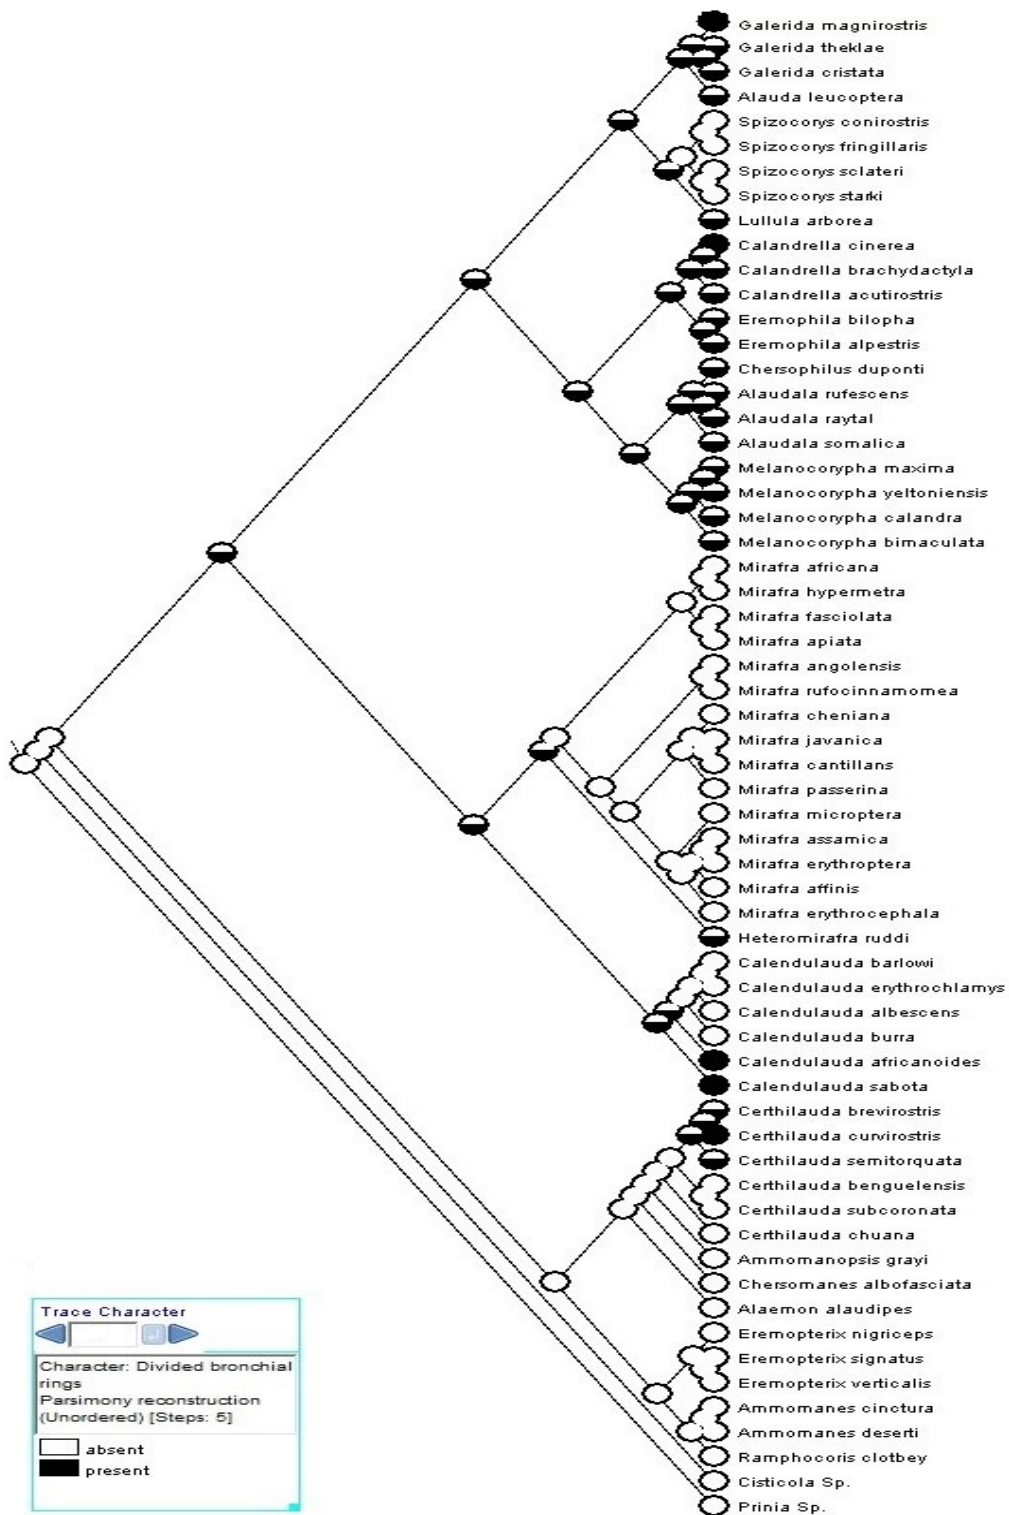 Galerida magnirostris
Galerida theklae
Galerida cristata
Alauda leucoptera
Spizocorys conirostris
Spizocorys fringillaris
Spizocorys sclateri
Spizocorys starki
Lullula arborea
Calandrella cinerea
Calandrella brachydactyla
Calandrella acutirostris
Eremophila bilopha
Eremophila alpestris
Chersophilus duponti
Alaudala rufescens
Alaudala raytal
Alaudala somalica
Melanocorypha maxima
Melanocorypha yeltoniensis
Melanocorypha calandra
Melanocorypha bimaculata
Mirafra africana
Mirafra hypermetra
Mirafra fasciolata
Mirafra apiata
Mirafra angolensis
Mirafra rufocinnamomea
Mirafra cheniana
Mirafra javanica
Mirafra cantillans
Mirafra passerina
Mirafra microptera
Mirafra assamica
Mirafra erythroptera
Mirafra affinis
Mirafra erythrocephala
Heteromirafra ruddi
Calendulauda barlowi
Calendulauda erythrochlamys
Calendulauda albescens
Calendulauda burra
Calendulauda africanoides
Calendulauda sabota
Certhilauda brevirostris
Certhilauda curvirostris
Certhilauda semitorquata
Certhilauda benguelensis
Certhilauda subcoronata
Certhilauda chuana
Ammomanopsis grayi
Chersomanes albofasciata
Alaemon alaudipes
Eremopterix nigriceps
Eremopterix signatus
Eremopterix verticalis
Ammomanes cinctura
Ammomanes deserti
Ramphocoris clotbey
Cisticola Sp.
Prinia Sp.
Trace Character
Character: Divided bronchial
rings
Parsimony reconstruction
(Unordered) [Steps: 5]
absent
present